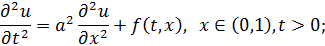 ∂²u/∂t² = a² ∂²u/∂x² + f(t,x),  x ∈ (0,1), t > 0;